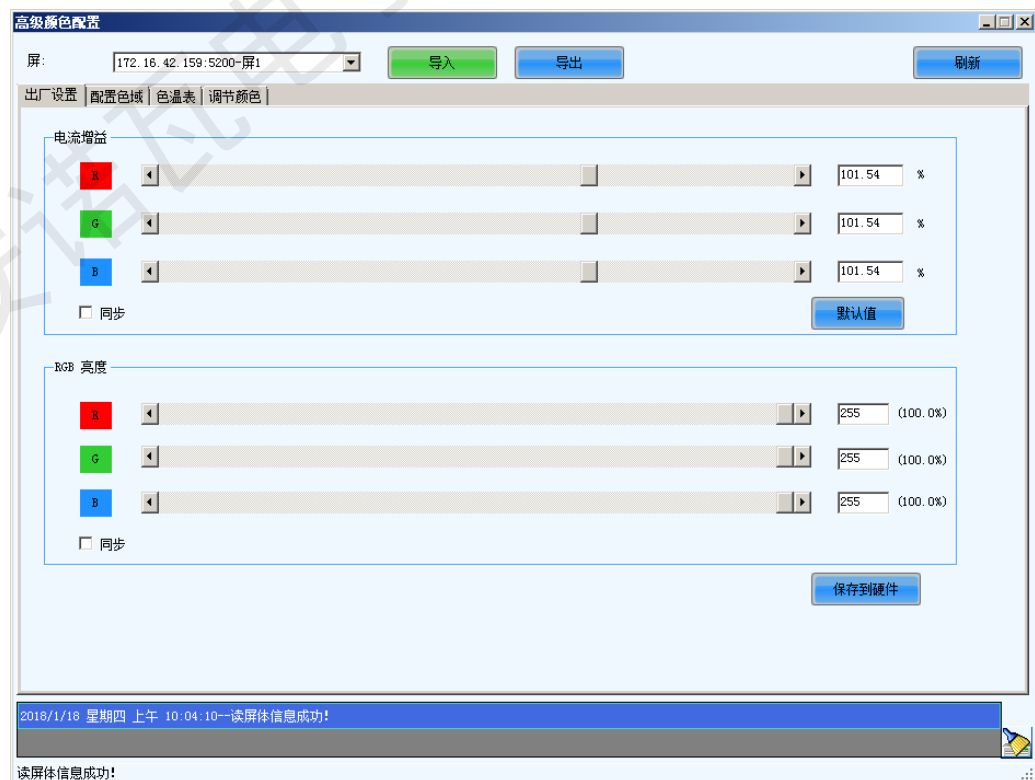 高级颜色配置
屏: 172.16.42.159:5200-屏1 导入 导出 刷新
出厂设置 配置色域 色温表 调节颜色
电流增益
R 101.54 %
G 101.54 %
B 101.54 %
同步 默认值
RGB 亮度
R 255 (100.0%)
G 255 (100.0%)
B 255 (100.0%)
同步
保存到硬件
2018/1/18 星期四 上午 10:04:10--读屏体信息成功!
读屏体信息成功!
诺瓦电